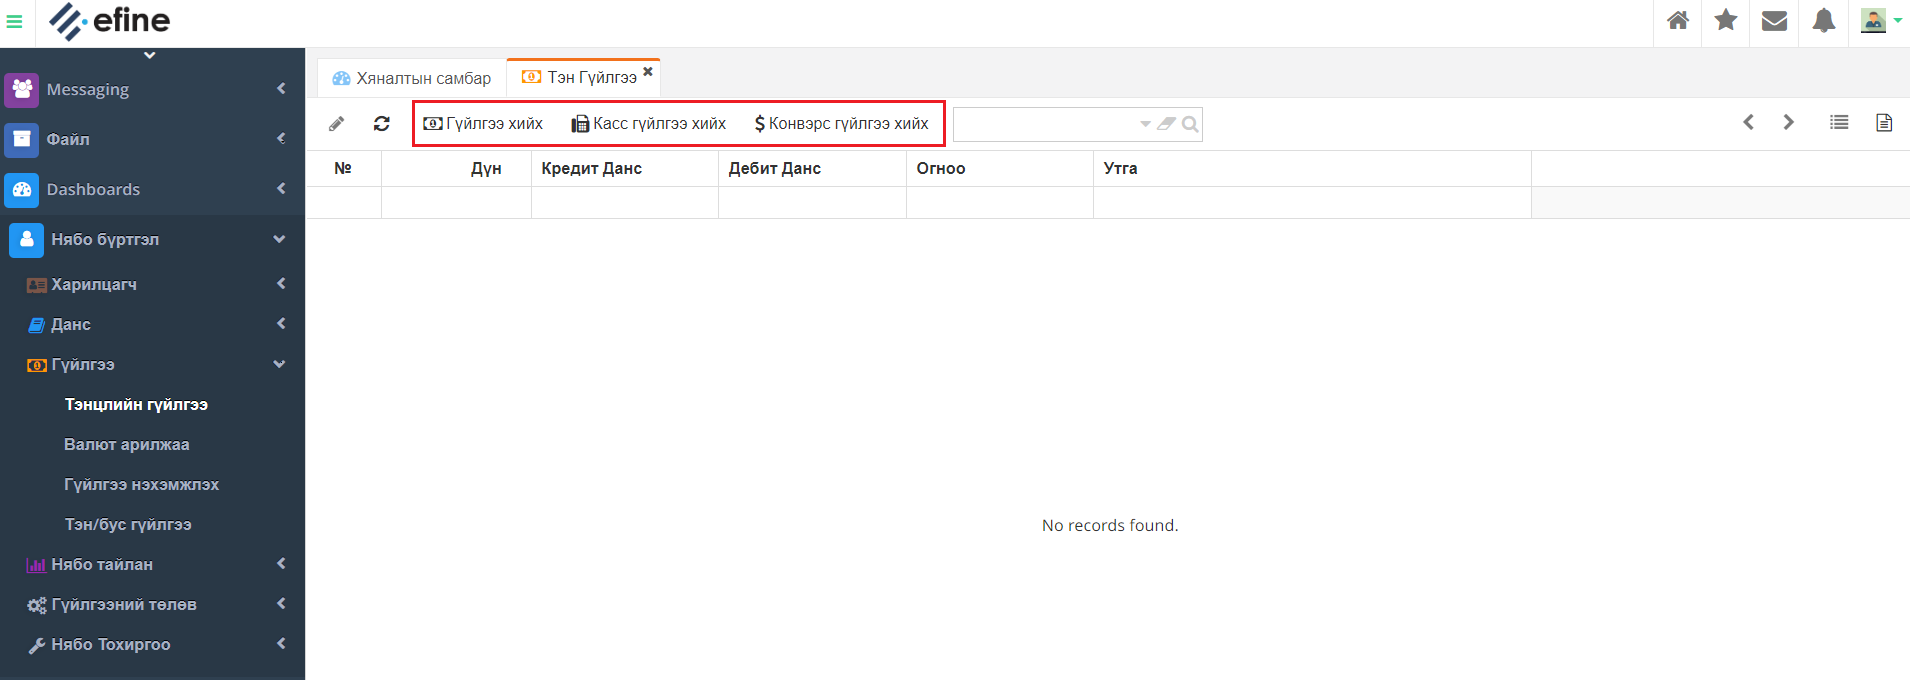 efine
Messaging
Файл
Dashboards
Нябо бүртгэл
Харилцагч
Данс
Гүйлгээ
Тэнцлийн гүйлгээ
Валют арилжаа
Гүйлгээ нэхэмжлэх
Тэн/бус гүйлгээ
Нябо тайлан
Гүйлгээний төлөв
Нябо Тохиргоо
Хяналтын самбар Тэн Гүйлгээ
Гүйлгээ хийх Касс гүйлгээ хийх $ Конвэрс гүйлгээ хийх
№ Дүн Кредит Данс Дебит Данс Огноо Утга
No records found.